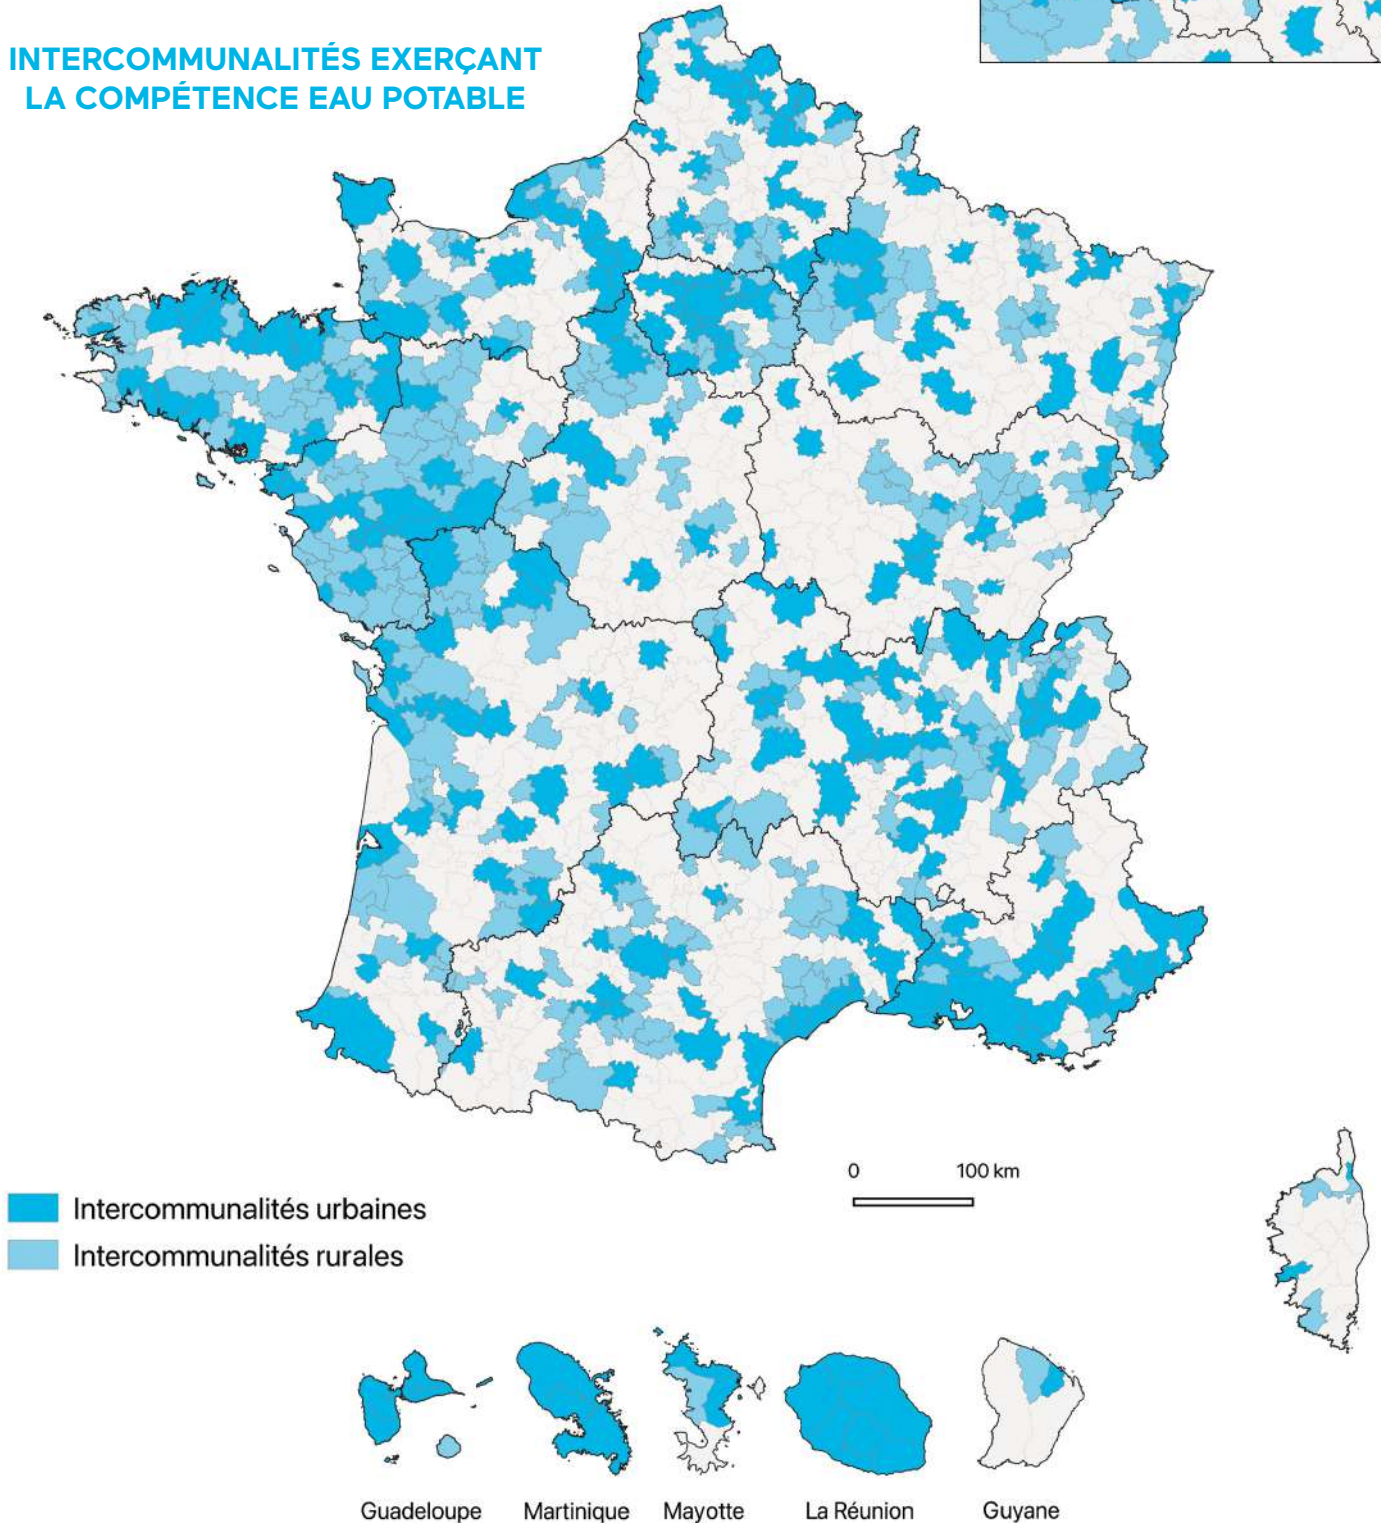 INTERCOMMUNALITÉS EXERÇANT
LA COMPÉTENCE EAU POTABLE
0 100 km
Intercommunalités urbaines
Intercommunalités rurales
Guadeloupe Martinique Mayotte La Réunion Guyane